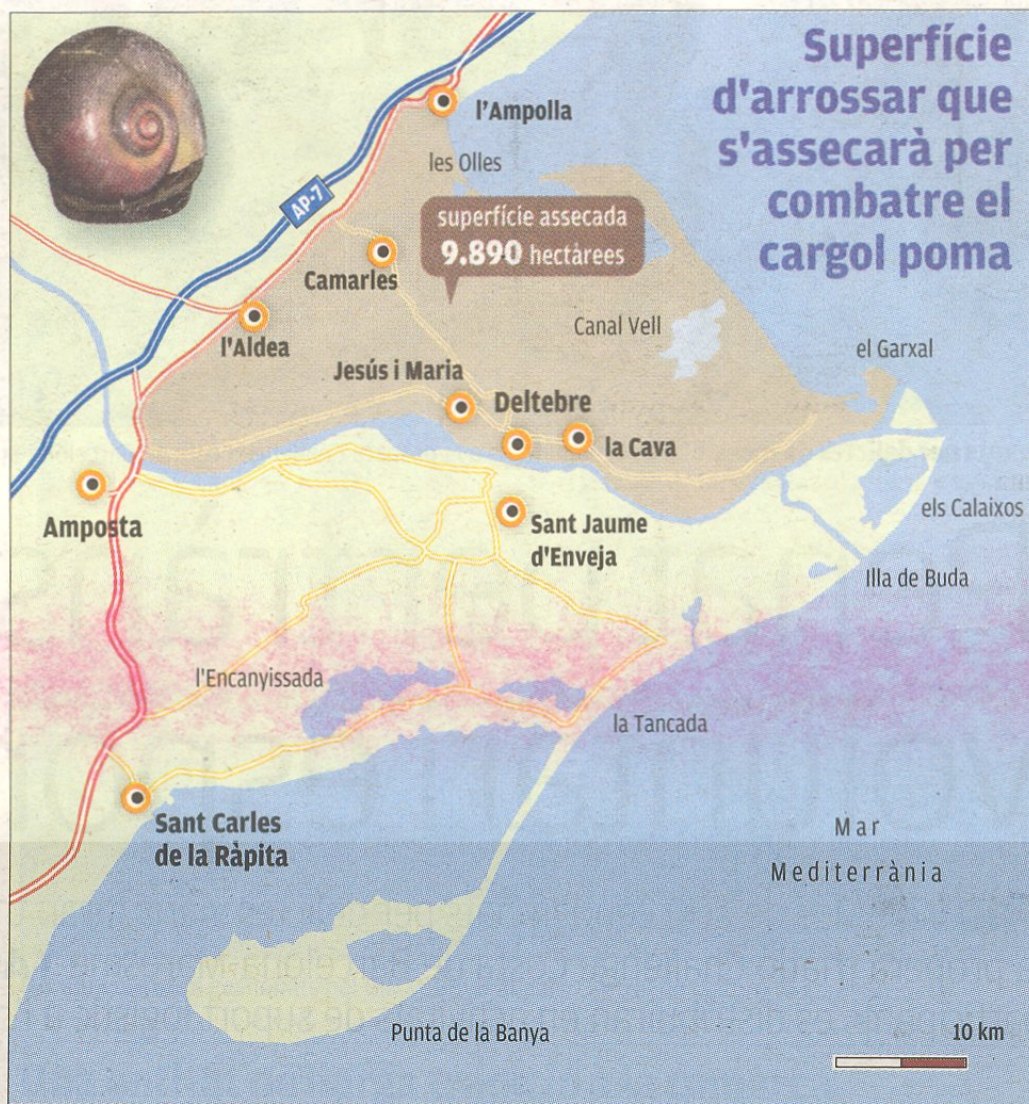 Superfície
d'arrossar que
s'assecarà per
combatre el
cargol poma
l'Ampolla
les Olles
AP-7
superfície assecada
9.890 hectàrees
Camarles
l'Aldea
Canal Vell
el Garxal
Jesús i Maria
Deltebre
la Cava
Amposta
Sant Jaume
d'Enveja
els Calaixos
Illa de Buda
l'Encanyissada
la Tancada
Sant Carles
de la Ràpita
Mar
Mediterrània
Punta de la Banya
10 km